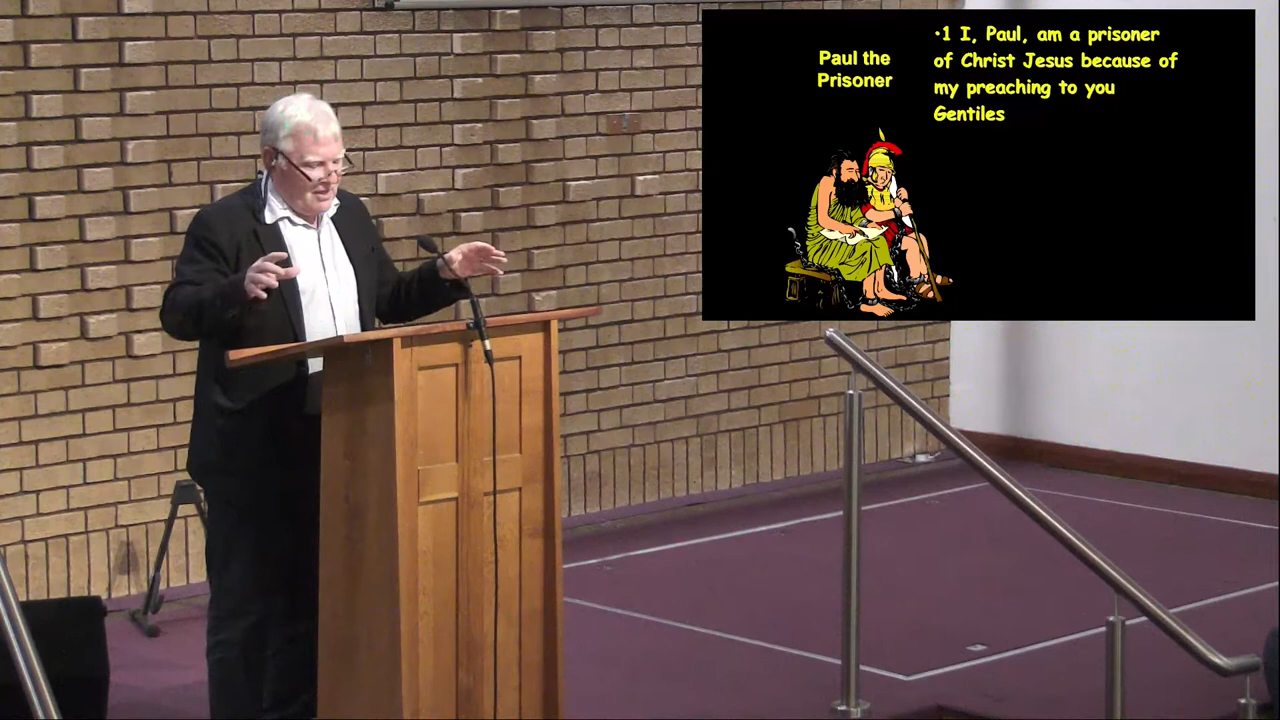 Paul the
Prisoner
•1 I, Paul, am a prisoner
of Christ Jesus because of
my preaching to you
Gentiles